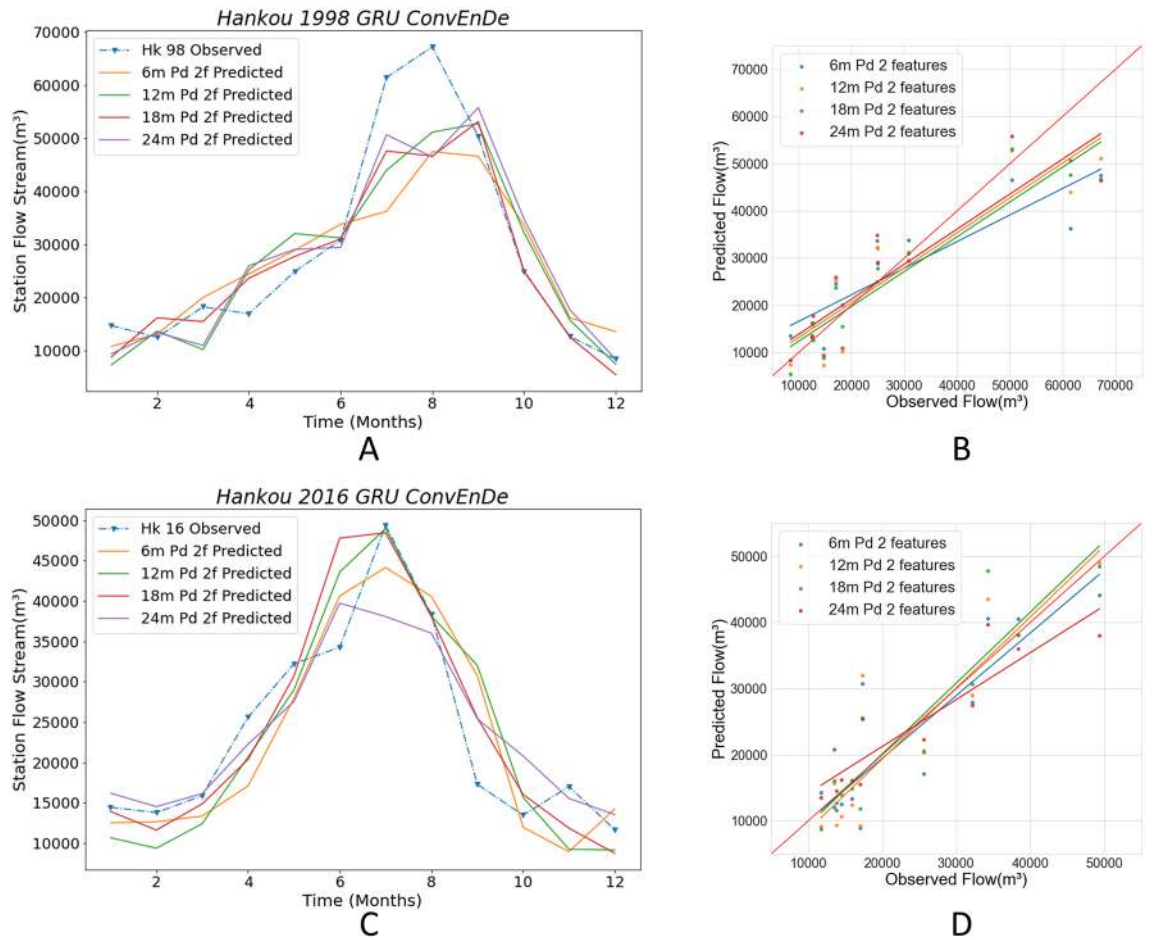 Hankou 1998 GRU ConvEnDe
Station Flow Stream(m³)
70000
60000
50000
40000
30000
20000
10000
Hk 98 Observed
6m Pd 2f Predicted
12m Pd 2f Predicted
18m Pd 2f Predicted
24m Pd 2f Predicted
2 4 6 8 10 12
Time (Months)
A
Predicted Flow(m³)
70000
60000
50000
40000
30000
20000
10000
6m Pd 2 features
12m Pd 2 features
18m Pd 2 features
24m Pd 2 features
10000 20000 30000 40000 50000 60000 70000
Observed Flow(m³)
B
Hankou 2016 GRU ConvEnDe
Station Flow Stream(m³)
50000
45000
40000
35000
30000
25000
20000
15000
10000
Hk 16 Observed
6m Pd 2f Predicted
12m Pd 2f Predicted
18m Pd 2f Predicted
24m Pd 2f Predicted
2 4 6 8 10 12
Time (Months)
C
Predicted Flow(m³)
50000
40000
30000
20000
10000
6m Pd 2 features
12m Pd 2 features
18m Pd 2 features
24m Pd 2 features
10000 20000 30000 40000 50000
Observed Flow(m³)
D